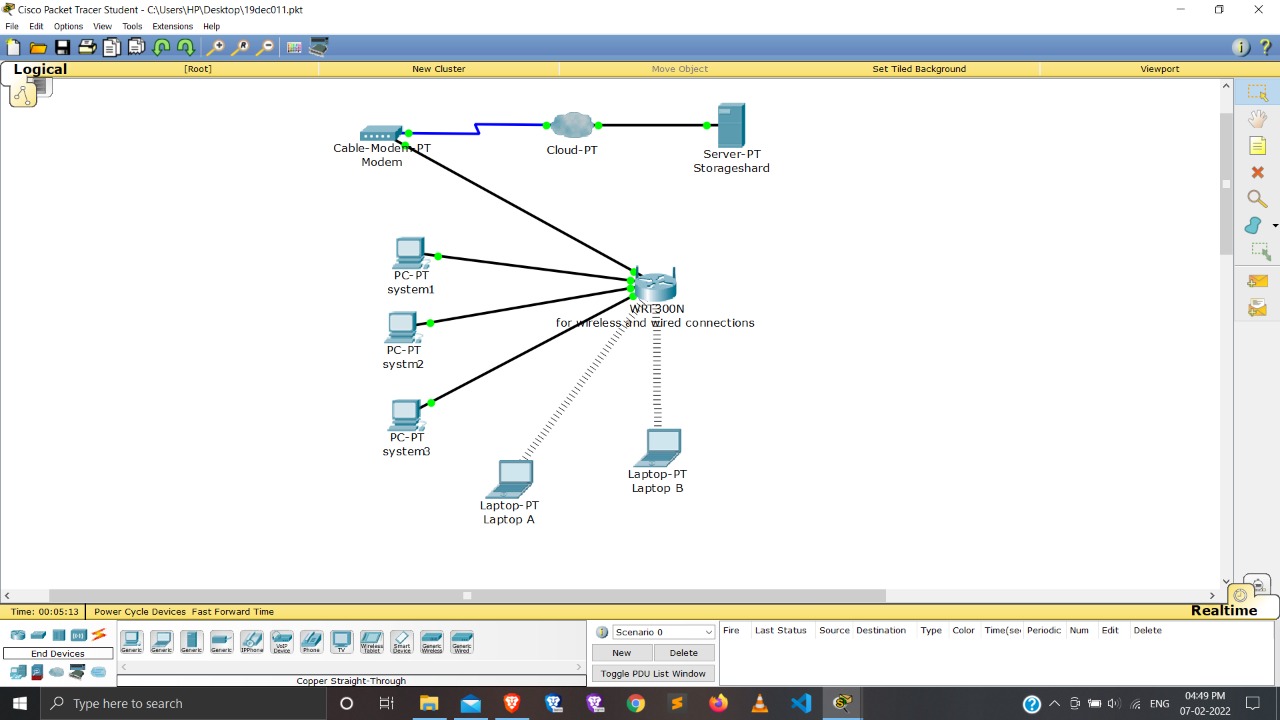 Cisco Packet Tracer Student - C:\Users\HP\Desktop\19dec011.pkt
File Edit Options View Tools Extensions Help
Logical [Root] New Cluster Move Object Set Tiled Background Viewport
Cable-Modem-PT
Modem
Cloud-PT
Server-PT
Storageshard
PC-PT
system1
WRT300N
for wireless and wired connections
PC-PT
systm2
PC-PT
system3
Laptop-PT
Laptop B
Laptop-PT
Laptop A
Time: 00:05:13 Power Cycle Devices Fast Forward Time
Realtime
End Devices
Generic Generic Generic Generic IPPhone VoIP Device Phone TV Wireless Tablet Smart Device Generic Wireless Generic Wired
Copper Straight-Through
Scenario 0
New Delete
Toggle PDU List Window
Fire Last Status Source Destination Type Color Time(sec Periodic Num Edit Delete
Type here to search
ENG
04:49 PM
07-02-2022